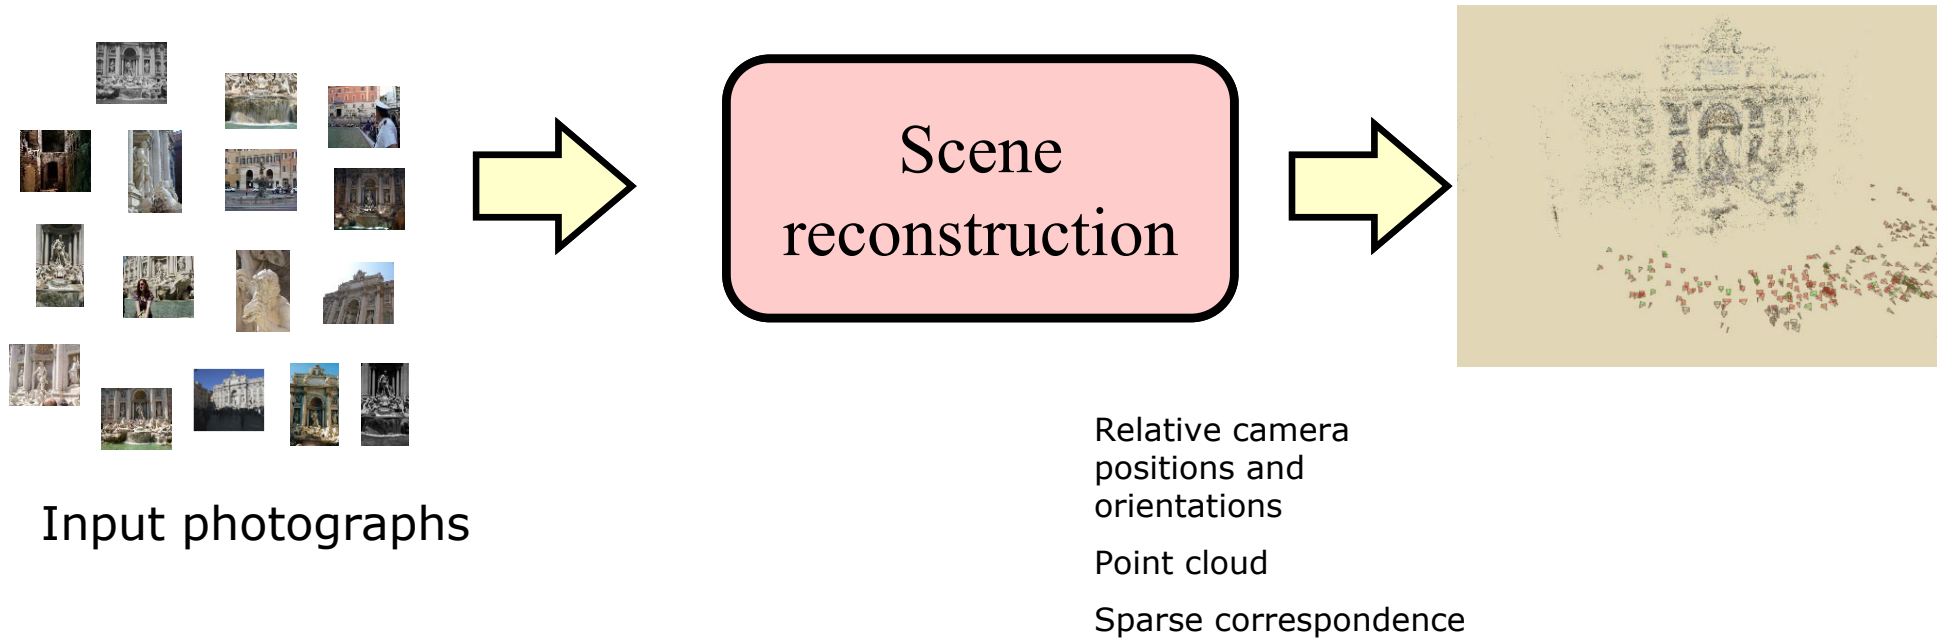 Scene
reconstruction
Input photographs
Relative camera
positions and
orientations
Point cloud
Sparse correspondence